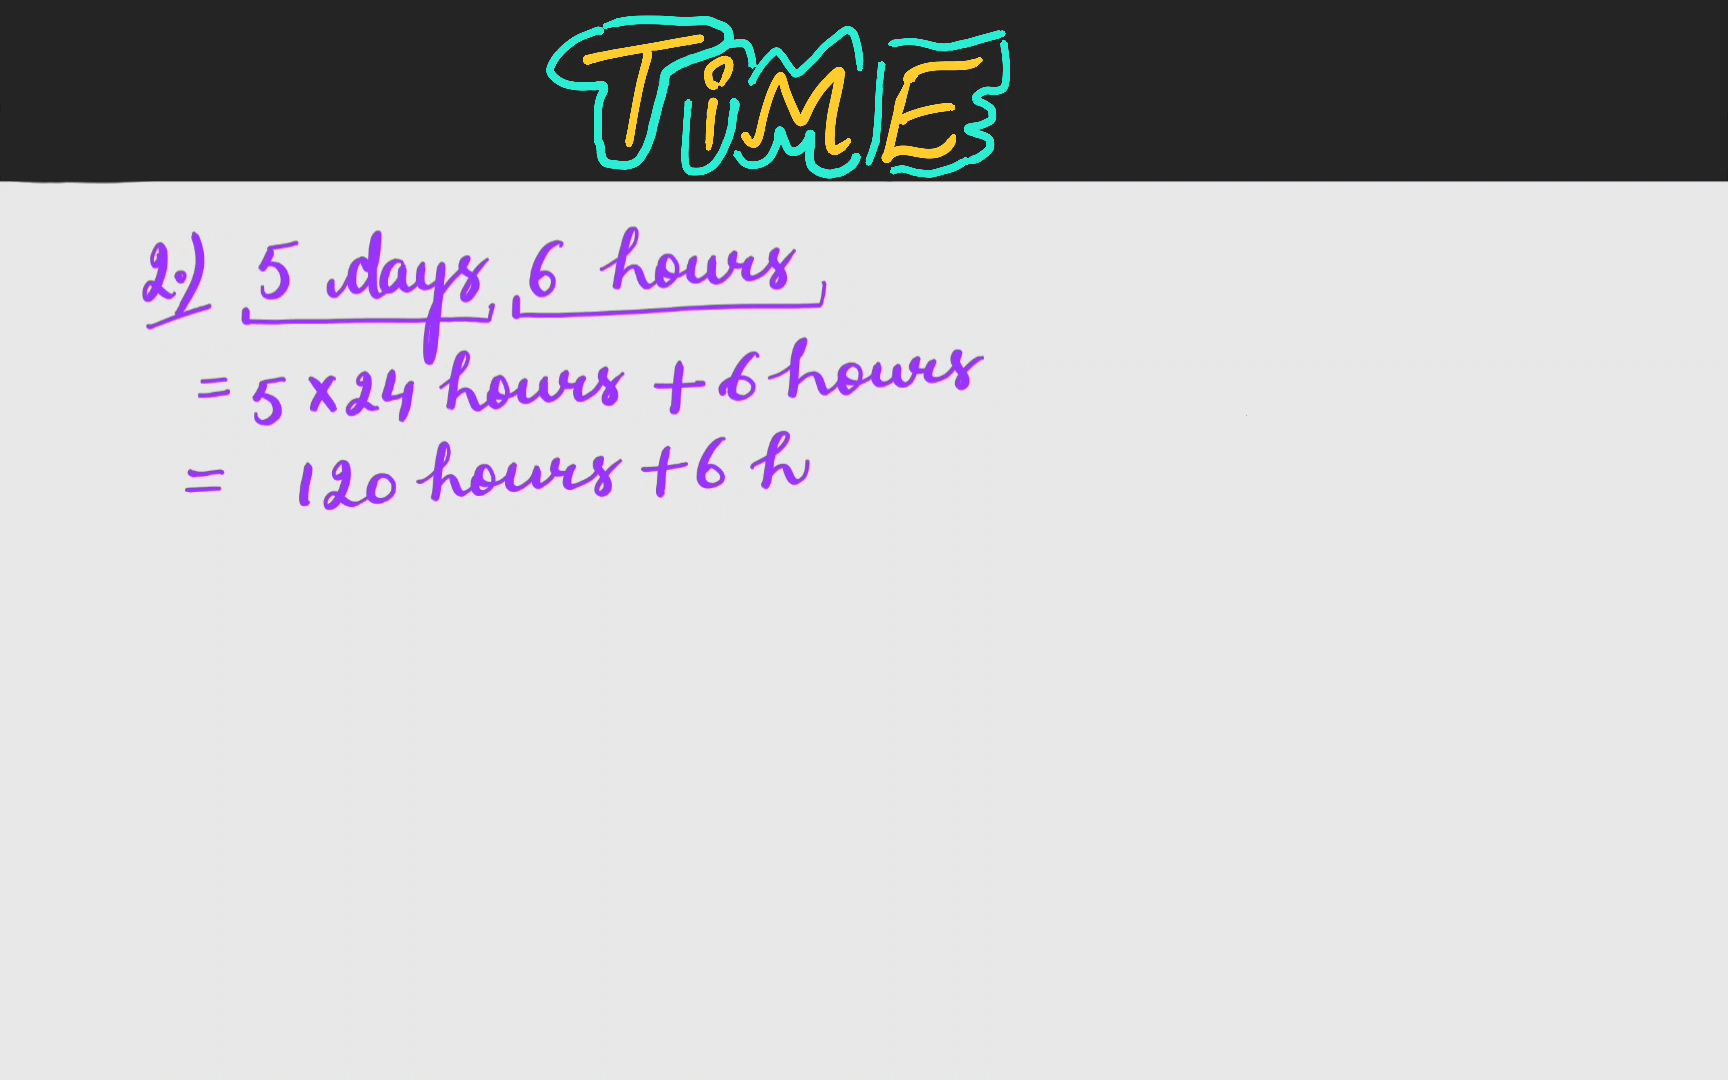 TiME
2.) 5 days 6 hours
= 5 × 24 hours + 6 hours
= 120 hours + 6 h